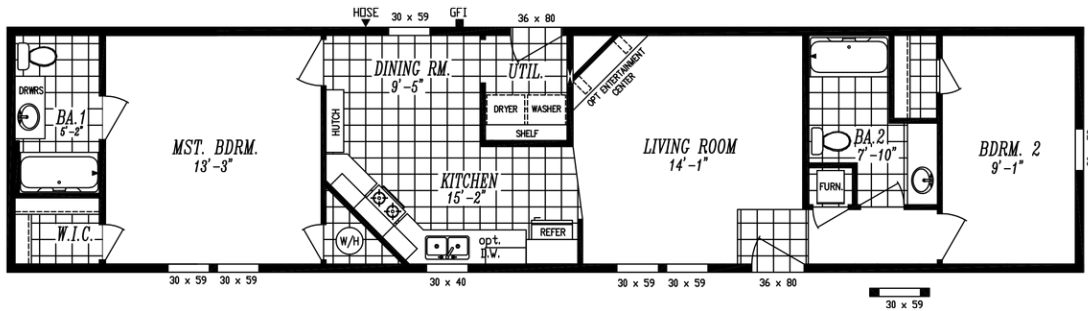 HOSE
GFI
30 x 59
36 x 80
DRWRS
BA.1
5'-2"
W.I.C.
MST. BDRM.
13'-3"
DINING RM.
9'-5"
HUTCH
UTIL.
DRYER
WASHER
SHELF
KITCHEN
15'-2"
W/H
opt.
D.W.
REFER
OPT ENTERTAINMENT
CENTER
LIVING ROOM
14'-1"
BA.2
7'-10"
FURN.
BDRM. 2
9'-1"
30 x 59
30 x 59
30 x 40
30 x 59
30 x 59
36 x 80
30 x 59